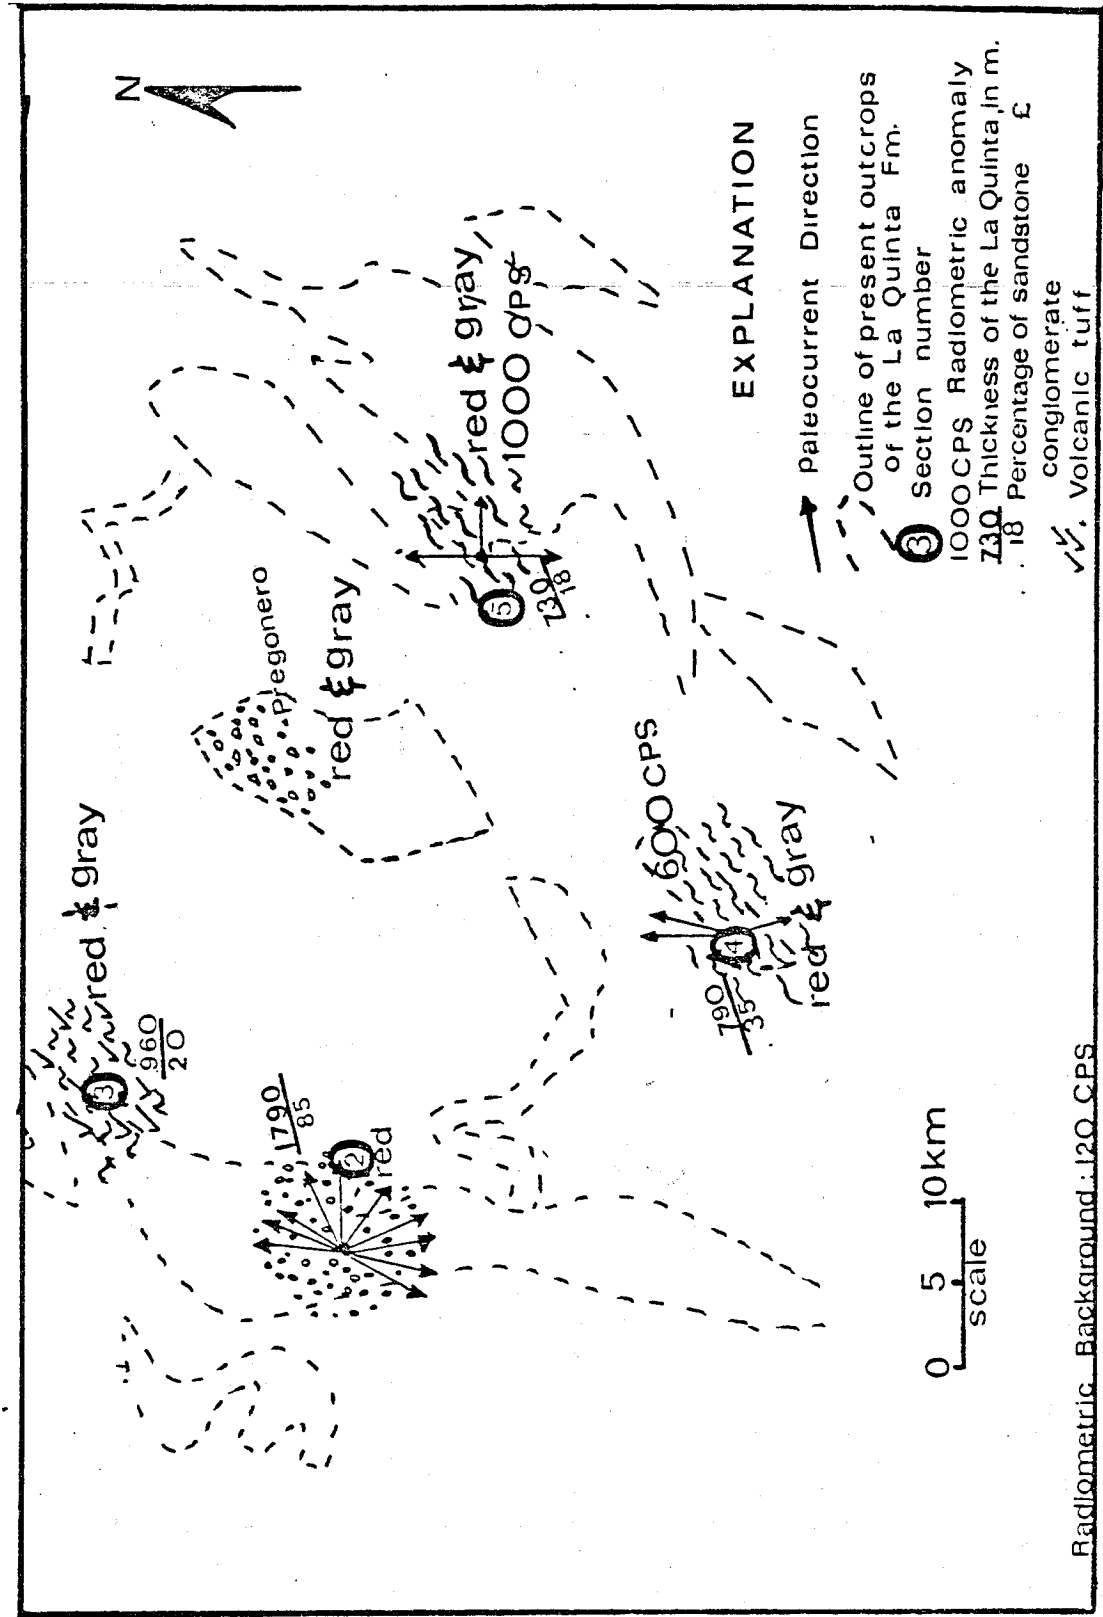 N
red & gray
960
20
Pregonero
red & gray
3
1790
85
2
red
red & gray
1000 CPS
5
730
18
600 CPS
790
35
4
red & gray
EXPLANATION
Paleocurrent Direction
Outline of present outcrops
of the La Quinta Fm.
3 Section number
1000 CPS Radiometric anomaly
730 Thickness of the La Quinta, in m.
18 Percentage of sandstone £
conglomerate
Volcanic tuff
0 5 10km
scale
Radiometric Background: 120 CPS